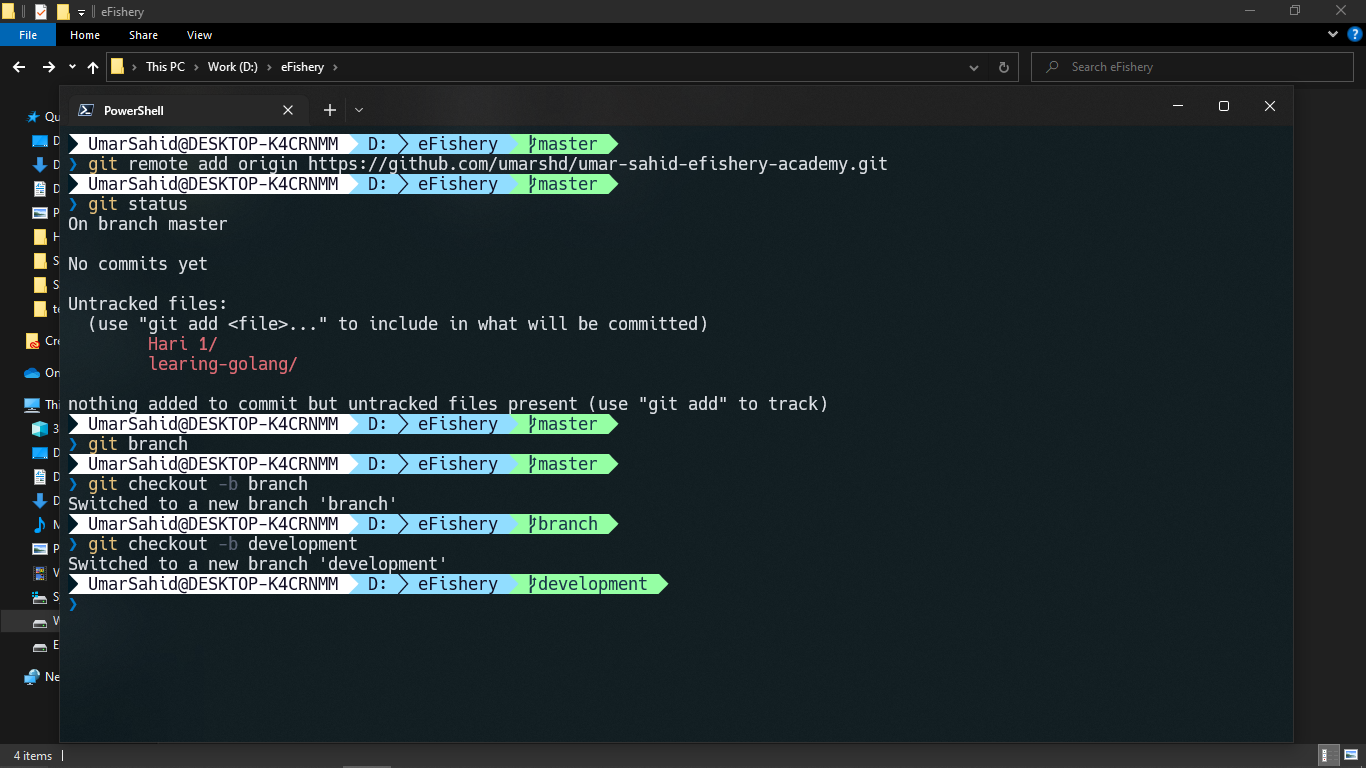 eFishery
File Home Share View
This PC Work (D:) eFishery
Search eFishery
PowerShell
UmarSahid@DESKTOP-K4CRNMM D: eFishery master
❯ git remote add origin https://github.com/umarshd/umar-sahid-efishery-academy.git
UmarSahid@DESKTOP-K4CRNMM D: eFishery master
❯ git status
On branch master
No commits yet
Untracked files:
(use "git add <file>..." to include in what will be committed)
Hari 1/
learing-golang/
nothing added to commit but untracked files present (use "git add" to track)
UmarSahid@DESKTOP-K4CRNMM D: eFishery master
❯ git branch
UmarSahid@DESKTOP-K4CRNMM D: eFishery master
❯ git checkout -b branch
Switched to a new branch 'branch'
UmarSahid@DESKTOP-K4CRNMM D: eFishery branch
❯ git checkout -b development
Switched to a new branch 'development'
UmarSahid@DESKTOP-K4CRNMM D: eFishery development
❯
4 items